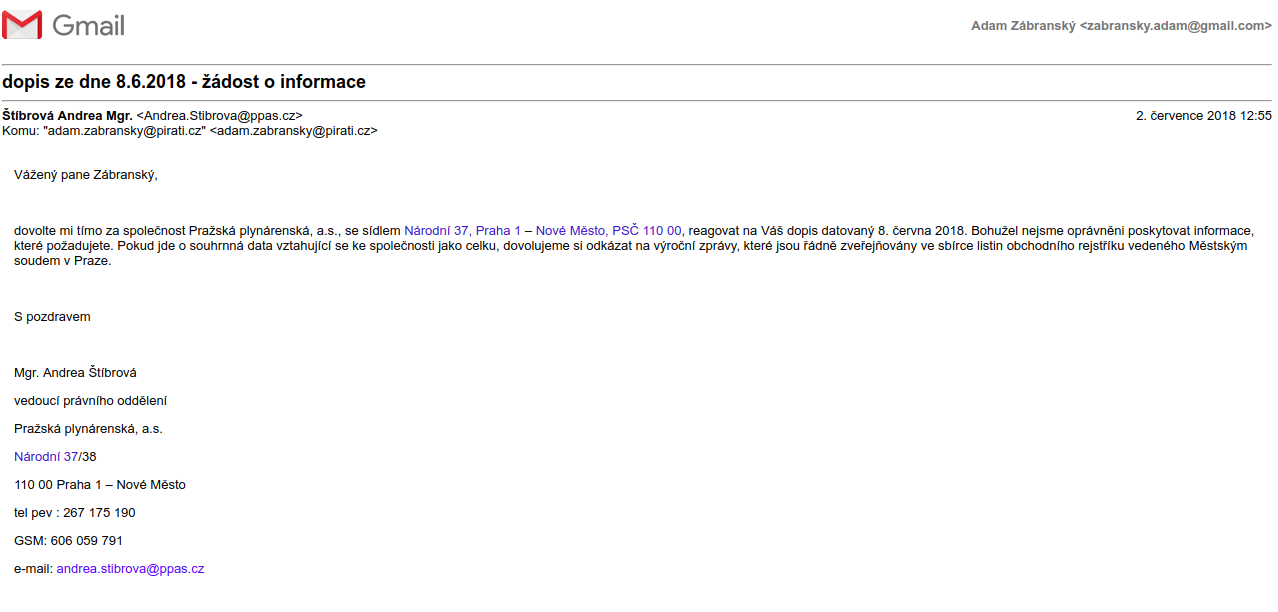 Gmail
Adam Zábranský <zabransky.adam@gmail.com>
dopis ze dne 8.6.2018 - žádost o informace
Štíbrová Andrea Mgr. <Andrea.Stibrova@ppas.cz>
2. července 2018 12:55
Komu: "adam.zabransky@pirati.cz" <adam.zabransky@pirati.cz>
Vážený pane Zábranský,
dovolte mi tímo za společnost Pražská plynárenská, a.s., se sídlem Národní 37, Praha 1 – Nové Město, PSČ 110 00, reagovat na Váš dopis datovaný 8. června 2018. Bohužel nejsme oprávněni poskytovat informace,
které požadujete. Pokud jde o souhrnná data vztahující se ke společnosti jako celku, dovolujeme si odkázat na výroční zprávy, které jsou řádně zveřejňovány ve sbírce listin obchodního rejstříku vedeného Městským
soudem v Praze.
S pozdravem
Mgr. Andrea Štíbrová
vedoucí právního oddělení
Pražská plynárenská, a.s.
Národní 37/38
110 00 Praha 1 – Nové Město
tel pev : 267 175 190
GSM: 606 059 791
e-mail: andrea.stibrova@ppas.cz